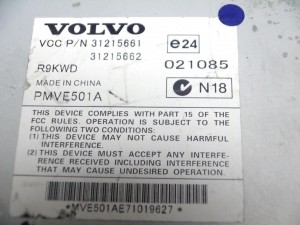 VOLVO
VCC P/N 31215661
31215662
e24
R9KWD
021085
MADE IN CHINA
PMVE501A
N18
THIS DEVICE COMPLIES WITH PART 15 OF THE
FCC RULES. OPERATION IS SUBJECT TO THE
FOLLOWING TWO CONDITIONS:
(1) THIS DEVICE MAY NOT CAUSE HARMFUL
INTERFERENCE, AND
(2) THIS DEVICE MUST ACCEPT ANY INTERFE-
RENCE RECEIVED INCLUDING INTERFERENCE
THAT MAY CAUSE UNDESIRED OPERATION.
*MVE501AE71019627*